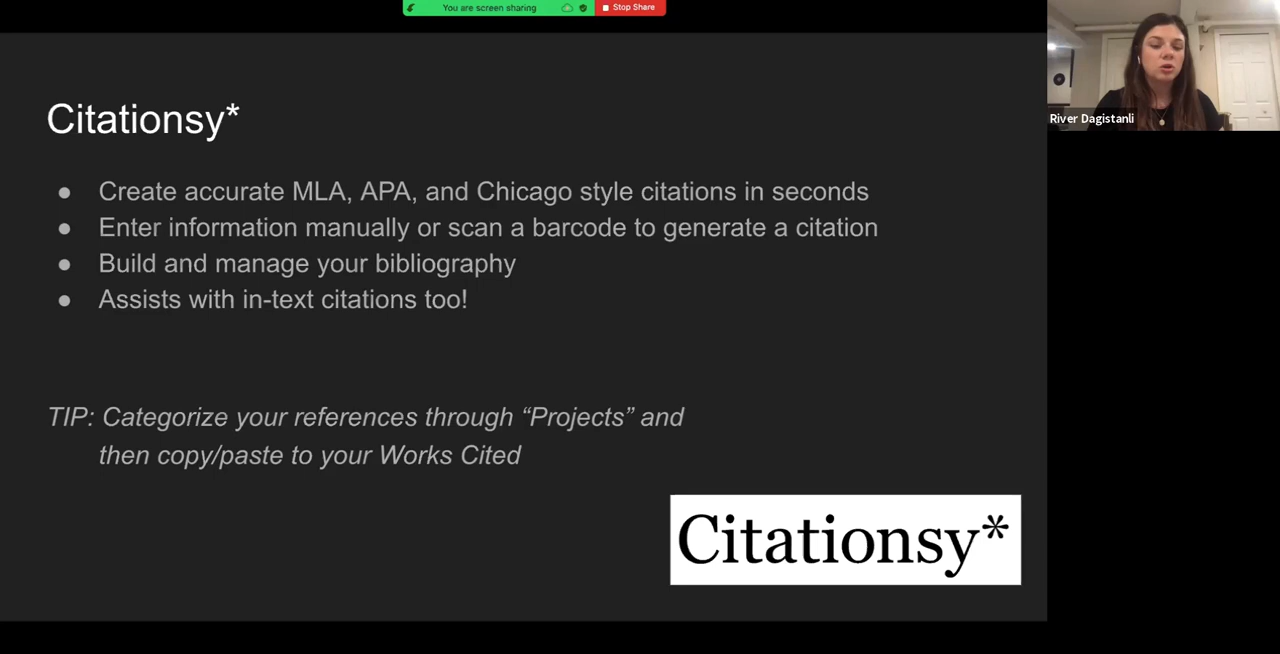 You are screen sharing
Stop Share
Citationsy*
● Create accurate MLA, APA, and Chicago style citations in seconds
● Enter information manually or scan a barcode to generate a citation
● Build and manage your bibliography
● Assists with in-text citations too!
TIP: Categorize your references through “Projects” and
then copy/paste to your Works Cited
Citationsy*
River Dagistanli